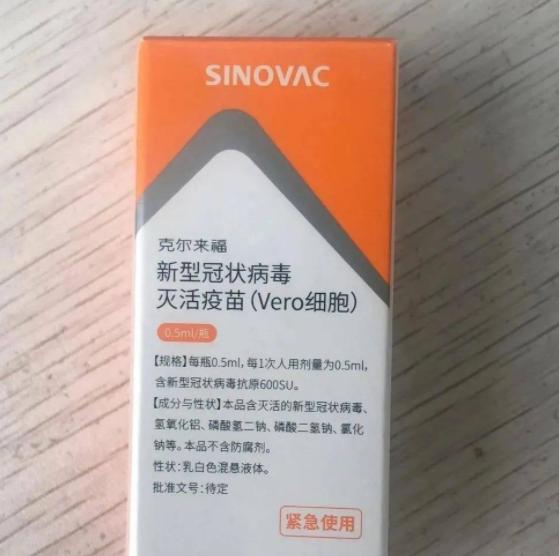 SINOVAC
克尔来福
新型冠状病毒
灭活疫苗(Vero细胞)
0.5ml/瓶
【规格】每瓶0.5ml,每1次人用剂量为0.5ml,
含新型冠状病毒抗原600SU。
【成分与性状】本品含灭活的新型冠状病毒、
氢氧化铝、磷酸氢二钠、磷酸二氢钠、氯化
钠等。本品不含防腐剂。
性状:乳白色混悬液体。
批准文号:待定
紧急使用